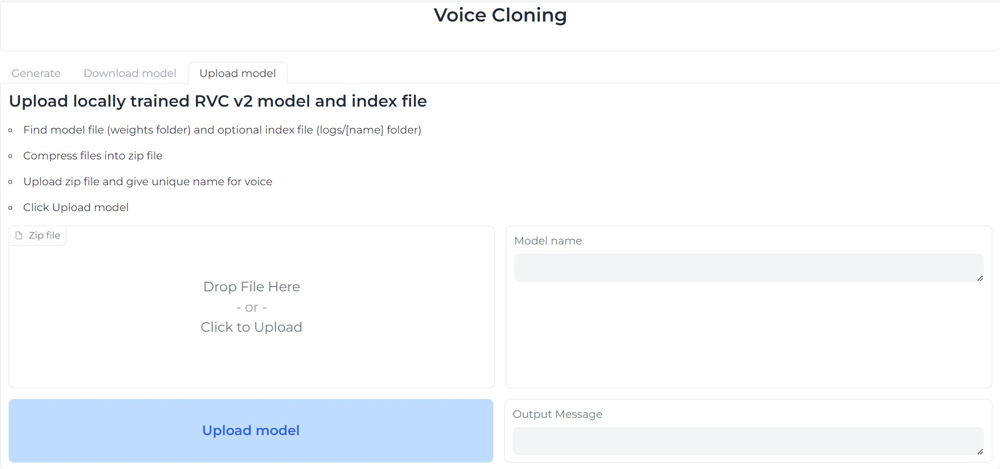 Voice Cloning
Generate
Download model
Upload model
Upload locally trained RVC v2 model and index file
Find model file (weights folder) and optional index file (logs/[name] folder)
Compress files into zip file
Upload zip file and give unique name for voice
Click Upload model
Zip file
Drop File Here
- or -
Click to Upload
Model name
Upload model
Output Message